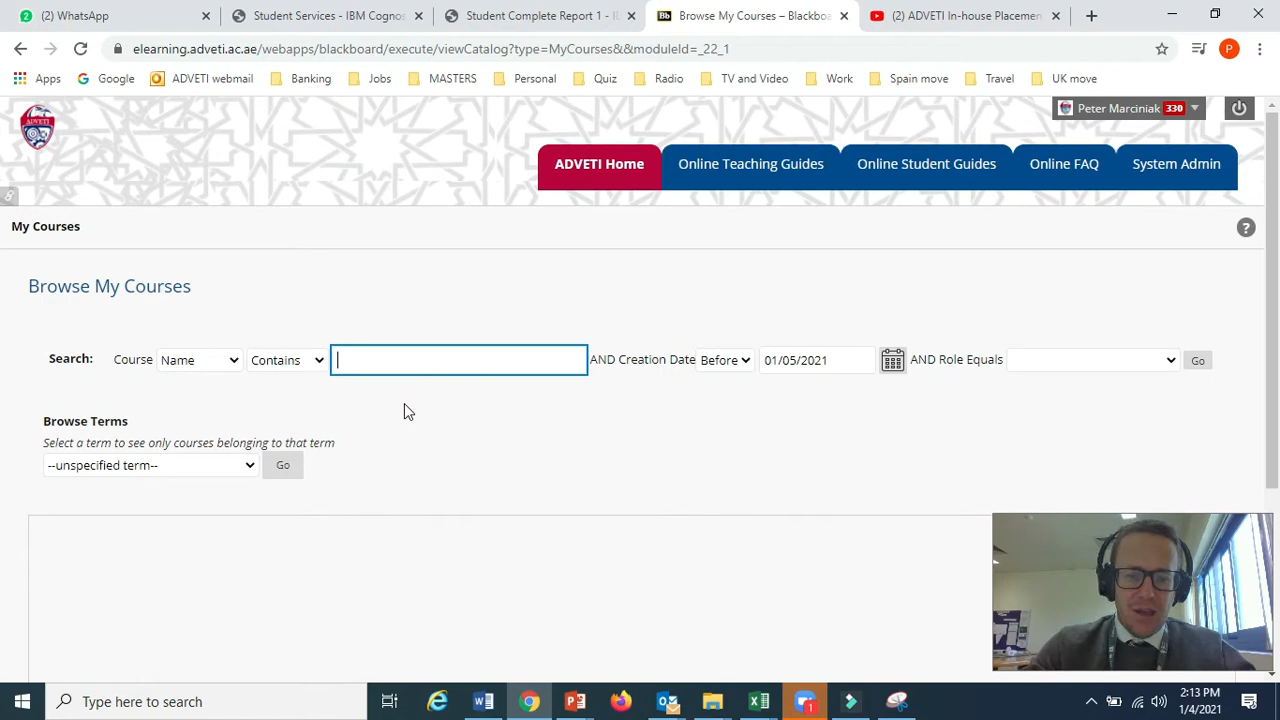 (2) WhatsApp
Student Services - IBM Cognos
Student Complete Report 1 - I
Browse My Courses – Blackboa
(2) ADVETI In-house Placemen
elearning.adveti.ac.ae/webapps/blackboard/execute/viewCatalog?type=MyCourses&&moduleId=_22_1
P
Apps Google ADVETI webmail Banking Jobs MASTERS Personal Quiz Radio TV and Video Work Spain move Travel UK move
ADVETI
Peter Marciniak 330
ADVETI Home Online Teaching Guides Online Student Guides Online FAQ System Admin
My Courses
?
Browse My Courses
Search: Course Name Contains AND Creation Date Before 01/05/2021 AND Role Equals Go
Browse Terms
Select a term to see only courses belonging to that term
--unspecified term-- Go
Type here to search
2:13 PM
1/4/2021